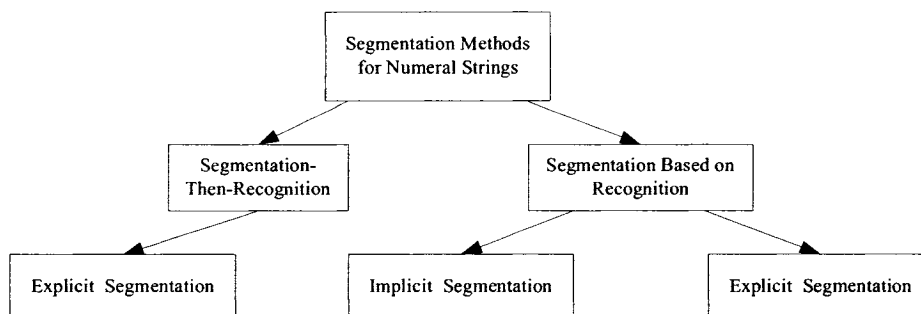 Segmentation Methods
for Numeral Strings
Segmentation-
Then-Recognition
Segmentation Based on
Recognition
Explicit Segmentation
Implicit Segmentation
Explicit Segmentation